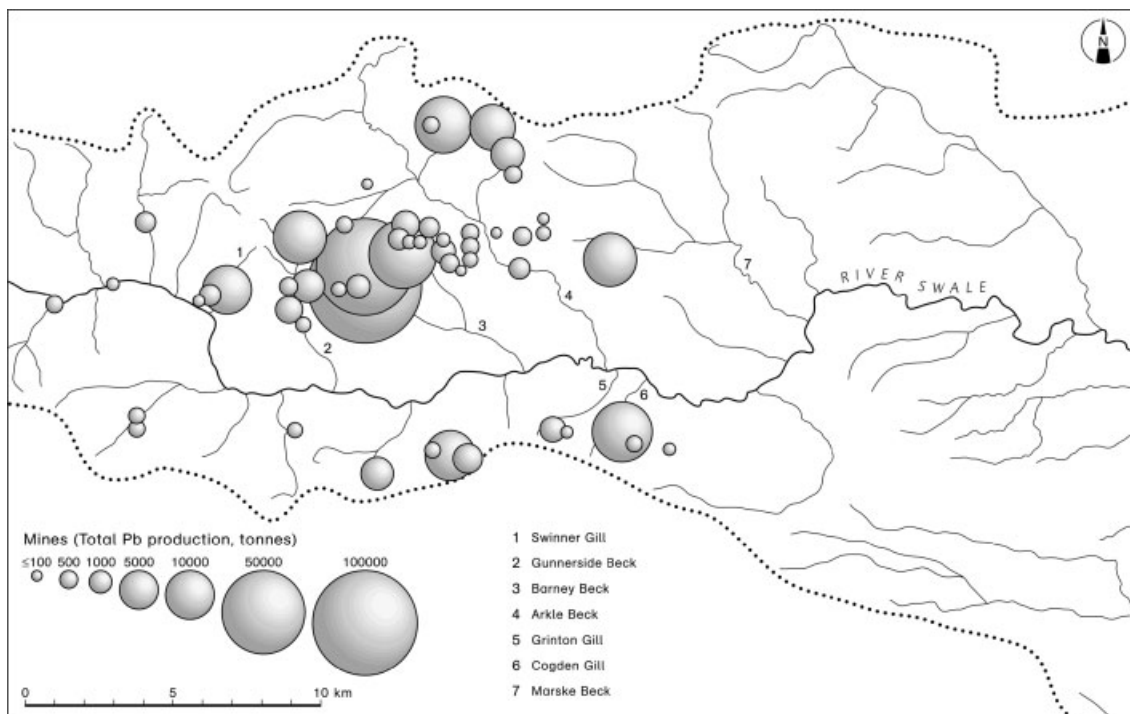 N
RIVER SWALE
1
2
3
4
5
6
7
Mines (Total Pb production, tonnes)
≤100 500 1000 5000 10000 50000 100000
0 5 10 km
1 Swinner Gill
2 Gunnerside Beck
3 Barney Beck
4 Arkle Beck
5 Grinton Gill
6 Cogden Gill
7 Marske Beck